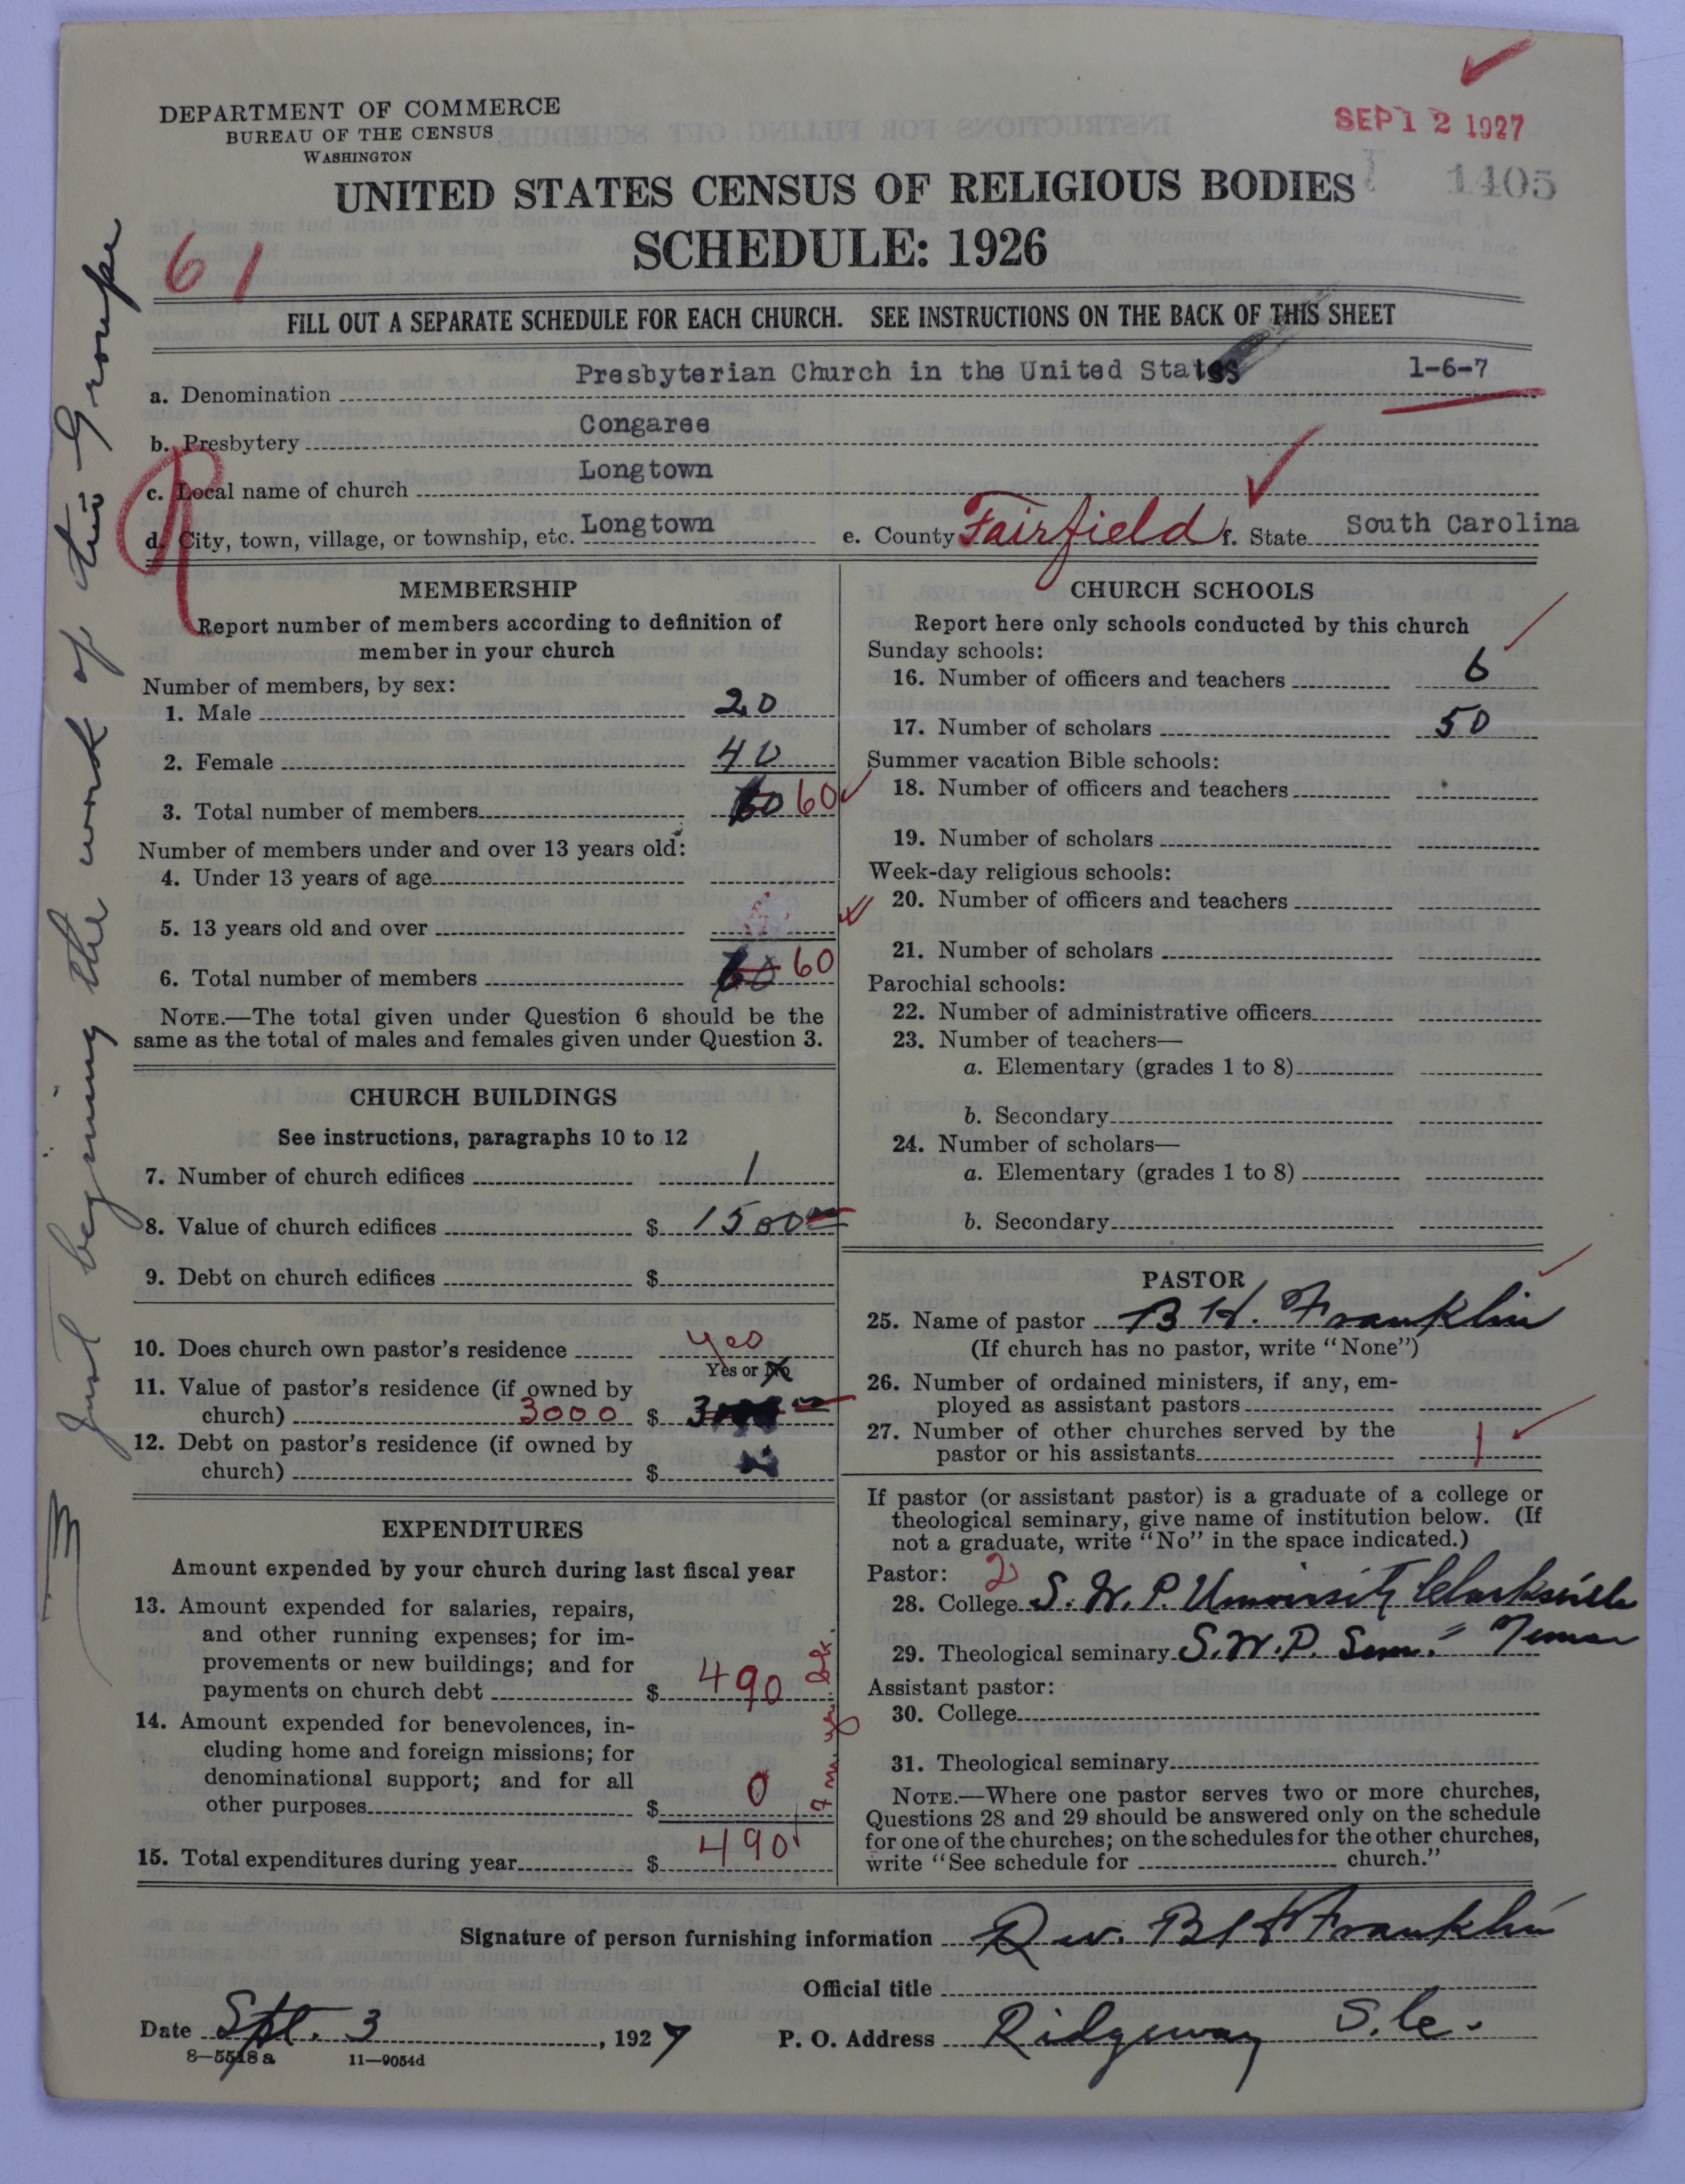 DEPARTMENT OF COMMERCE
BUREAU OF THE CENSUS
WASHINGTON
SEP 12 1927
1405
UNITED STATES CENSUS OF RELIGIOUS BODIES
SCHEDULE: 1926
61
FILL OUT A SEPARATE SCHEDULE FOR EACH CHURCH. SEE INSTRUCTIONS ON THE BACK OF THIS SHEET
a. Denomination Presbyterian Church in the United States 1-6-7
b. Presbytery Congaree
c. Local name of church Longtown
R
d. City, town, village, or township, etc. Longtown e. County Fairfield f. State South Carolina
Just beginning the work of this Groupe
MEMBERSHIP
Report number of members according to definition of
member in your church
Number of members, by sex:
1. Male 20
2. Female 40
3. Total number of members 60 60
Number of members under and over 13 years old:
4. Under 13 years of age
5. 13 years old and over
6. Total number of members 60 60
NOTE.—The total given under Question 6 should be the
same as the total of males and females given under Question 3.
CHURCH BUILDINGS
See instructions, paragraphs 10 to 12
7. Number of church edifices 1
8. Value of church edifices $ 1500
9. Debt on church edifices $
10. Does church own pastor's residence yes
Yes or No
11. Value of pastor's residence (if owned by
church) 3000 $
12. Debt on pastor's residence (if owned by
church) $
EXPENDITURES
Amount expended by your church during last fiscal year
13. Amount expended for salaries, repairs,
and other running expenses; for im-
provements or new buildings; and for
payments on church debt $ 490
14. Amount expended for benevolences, in-
cluding home and foreign missions; for
denominational support; and for all
other purposes $ 0
15. Total expenditures during year $ 490
CHURCH SCHOOLS
Report here only schools conducted by this church
Sunday schools:
16. Number of officers and teachers 6
17. Number of scholars 50
Summer vacation Bible schools:
18. Number of officers and teachers
19. Number of scholars
Week-day religious schools:
20. Number of officers and teachers
21. Number of scholars
Parochial schools:
22. Number of administrative officers
23. Number of teachers—
a. Elementary (grades 1 to 8)
b. Secondary
24. Number of scholars—
a. Elementary (grades 1 to 8)
b. Secondary
PASTOR
25. Name of pastor B H. Franklin
(If church has no pastor, write "None")
26. Number of ordained ministers, if any, em-
ployed as assistant pastors
27. Number of other churches served by the
pastor or his assistants 1
If pastor (or assistant pastor) is a graduate of a college or
theological seminary, give name of institution below. (If
not a graduate, write "No" in the space indicated.)
Pastor: 2
28. College S. W. P. University Clarksville
29. Theological seminary S. W. P. Sem. " Tenn
Assistant pastor:
30. College
31. Theological seminary
NOTE.—Where one pastor serves two or more churches,
Questions 28 and 29 should be answered only on the schedule
for one of the churches; on the schedules for the other churches,
write "See schedule for church."
Signature of person furnishing information Rev. B H Franklin
Official title
Date Spt. 3, 1927 P. O. Address Ridgeway S.C.
8—5518a 11—9054d